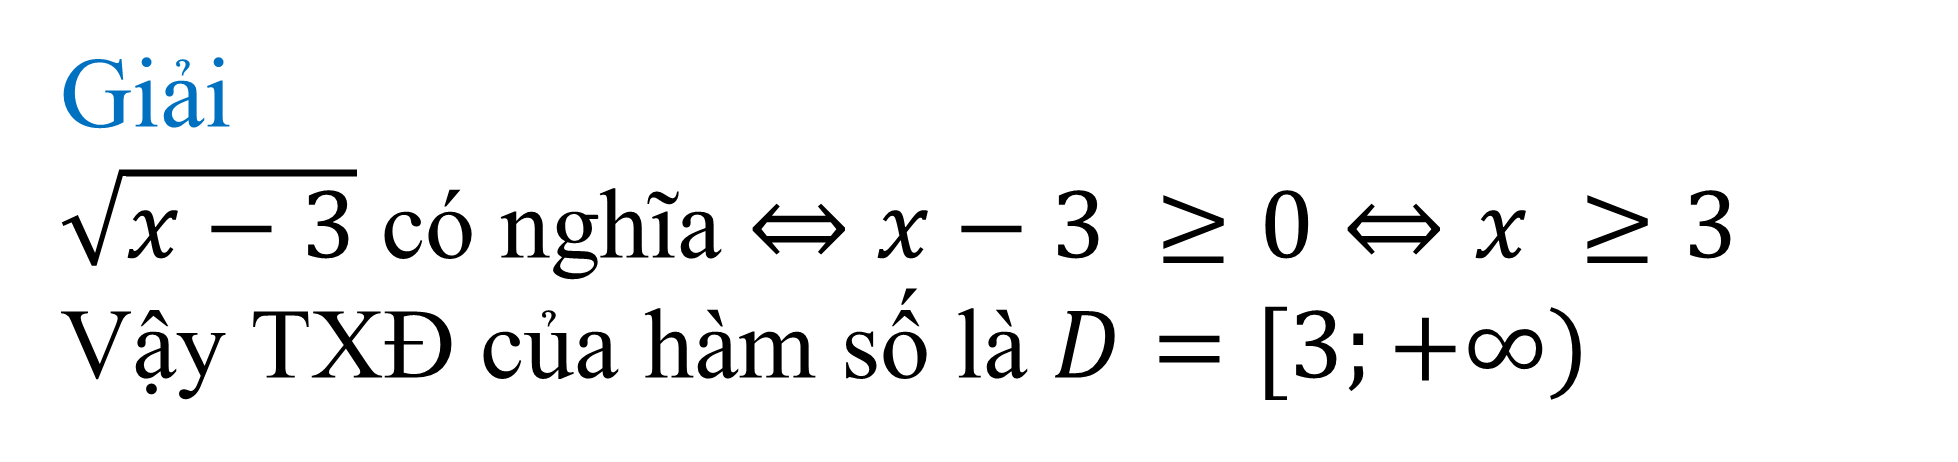 Giải
√(x − 3) có nghĩa ⇔ x − 3 ≥ 0 ⇔ x ≥ 3
Vậy TXĐ của hàm số là D = [3; +∞)